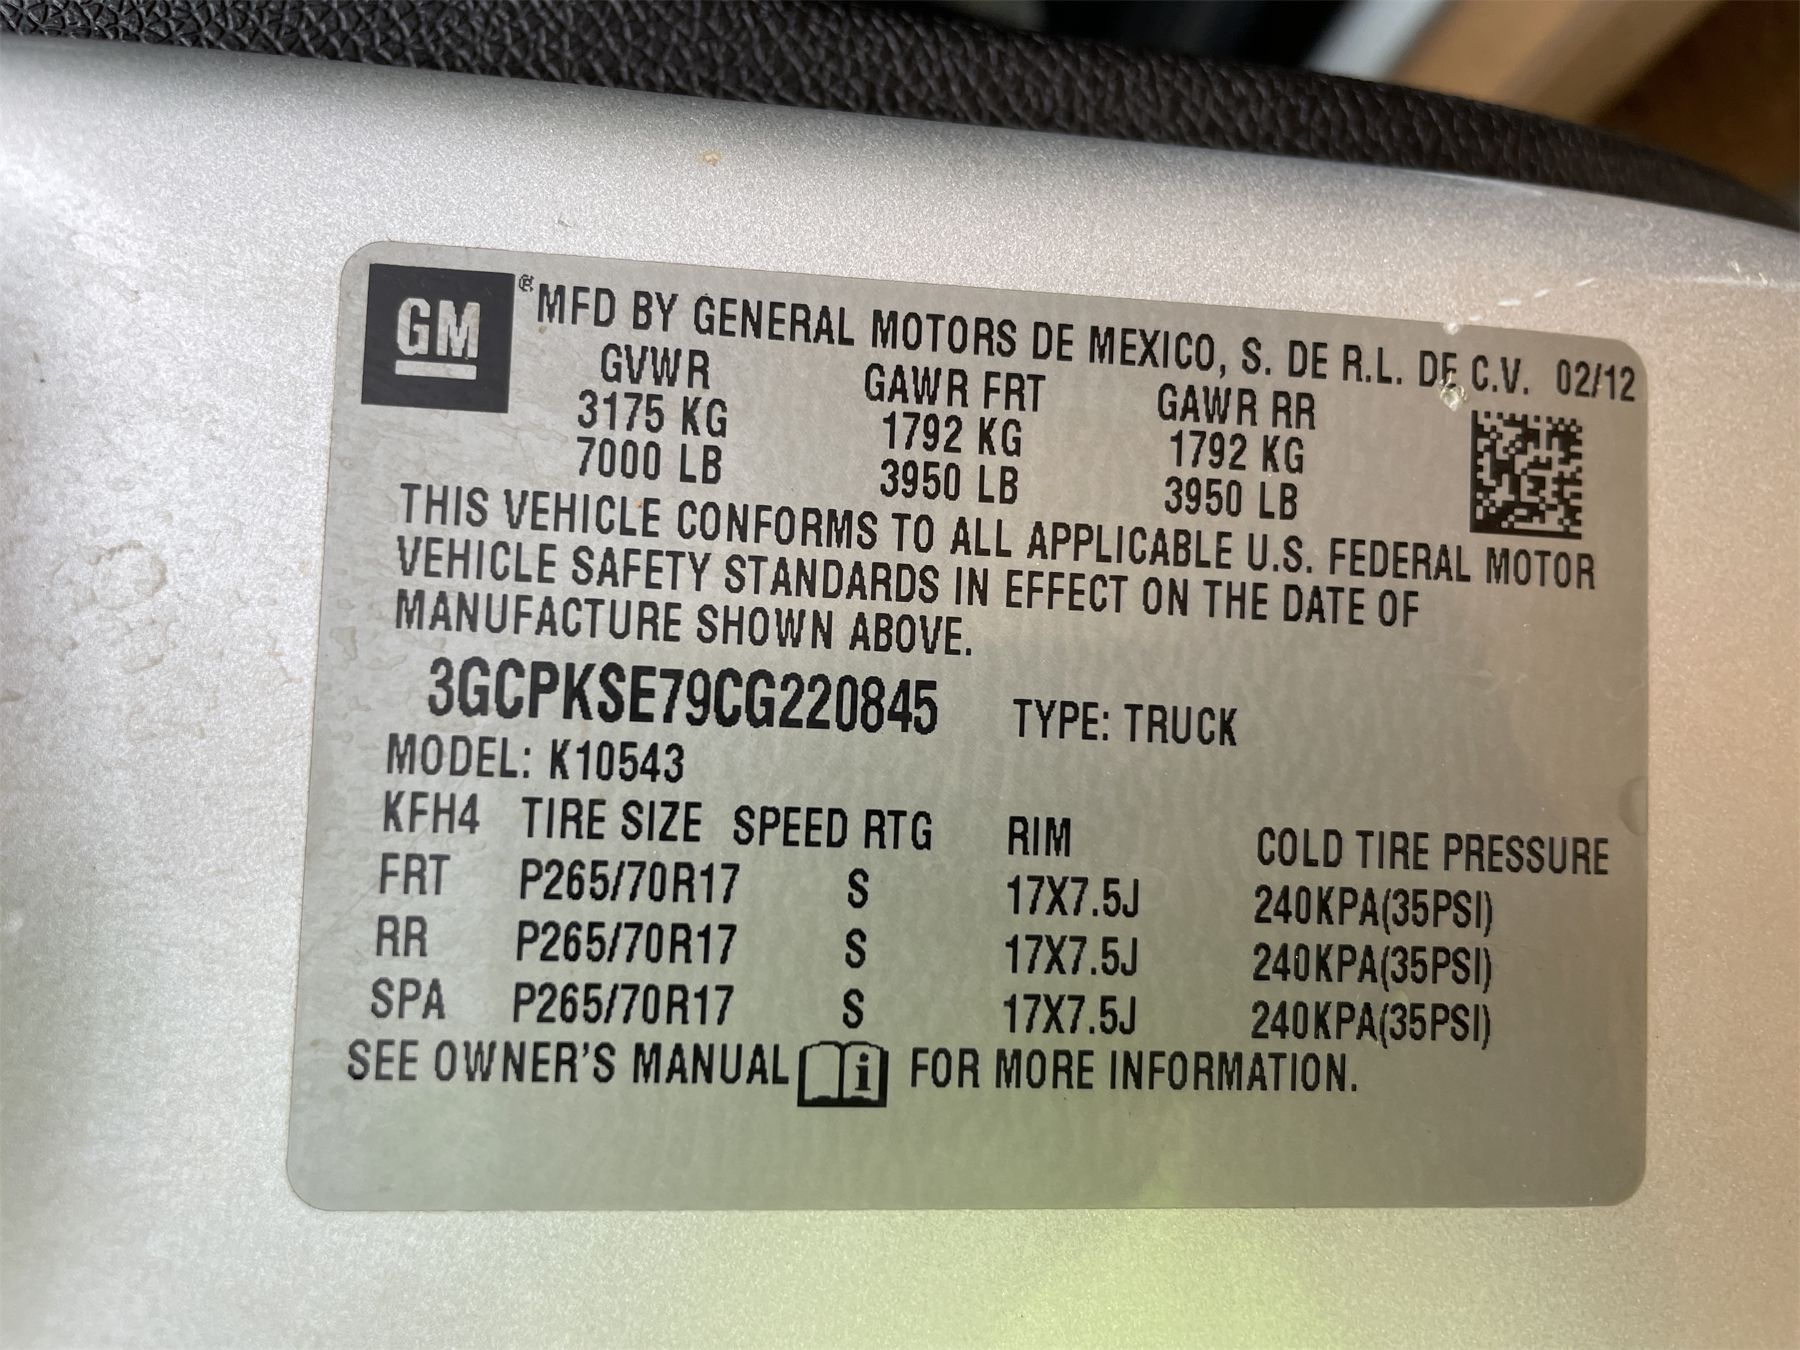 GM
® MFD BY GENERAL MOTORS DE MEXICO, S. DE R.L. DE C.V. 02/12
GVWR GAWR FRT GAWR RR
3175 KG 1792 KG 1792 KG
7000 LB 3950 LB 3950 LB
THIS VEHICLE CONFORMS TO ALL APPLICABLE U.S. FEDERAL MOTOR
VEHICLE SAFETY STANDARDS IN EFFECT ON THE DATE OF
MANUFACTURE SHOWN ABOVE.
3GCPKSE79CG220845 TYPE: TRUCK
MODEL: K10543
KFH4 TIRE SIZE SPEED RTG RIM COLD TIRE PRESSURE
FRT P265/70R17 S 17X7.5J 240KPA(35PSI)
RR P265/70R17 S 17X7.5J 240KPA(35PSI)
SPA P265/70R17 S 17X7.5J 240KPA(35PSI)
SEE OWNER'S MANUAL i FOR MORE INFORMATION.